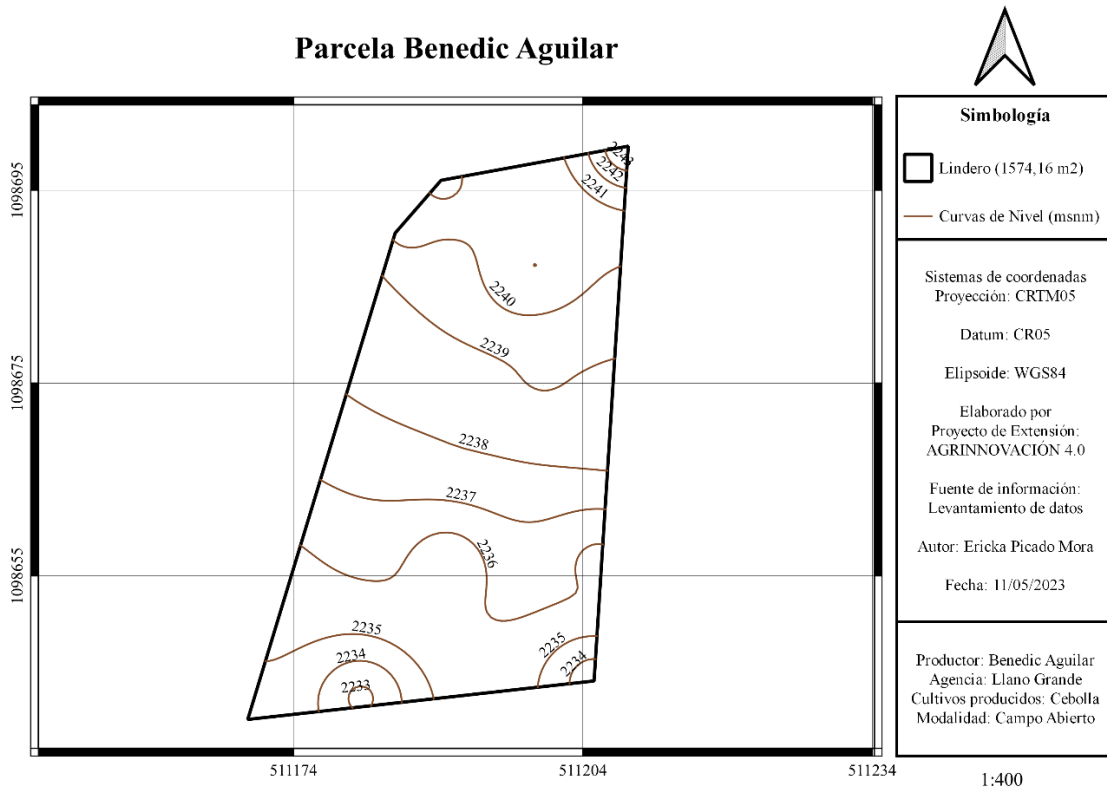 Parcela Benedic Aguilar
Simbología
Lindero (1574,16 m2)
Curvas de Nivel (msnm)
Sistemas de coordenadas
Proyección: CRTM05
Datum: CR05
Elipsoide: WGS84
Elaborado por
Proyecto de Extensión:
AGRINNOVACIÓN 4.0
Fuente de información:
Levantamiento de datos
Autor: Ericka Picado Mora
Fecha: 11/05/2023
Productor: Benedic Aguilar
Agencia: Llano Grande
Cultivos producidos: Cebolla
Modalidad: Campo Abierto
1:400
1098695
1098675
1098655
511174
511204
511234
2243
2242
2241
2240
2239
2238
2237
2236
2235
2234
2233
2235
2234